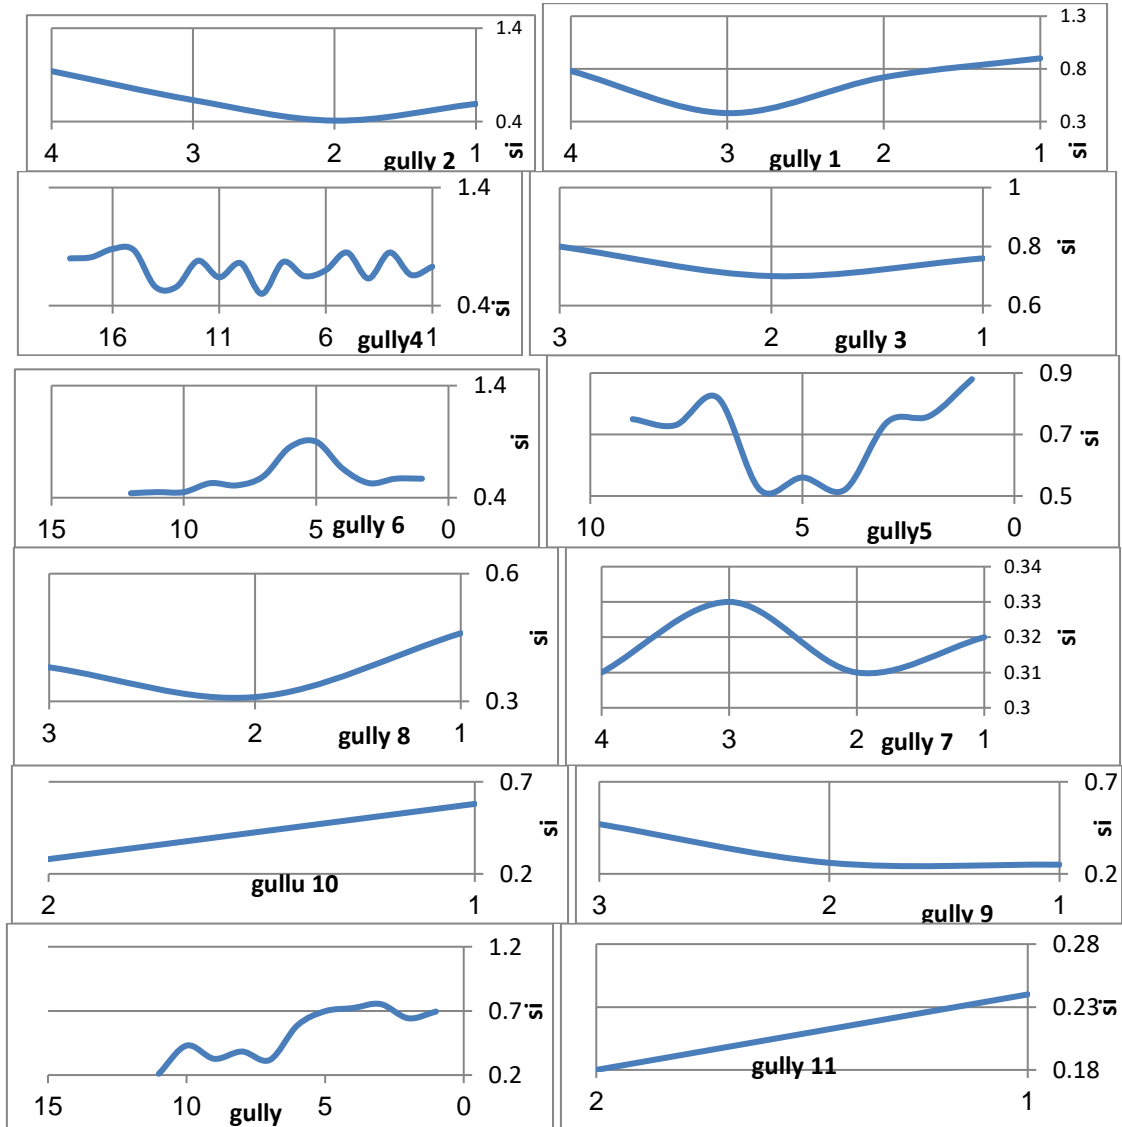 1.4
0.4
4 3 2 1
gully 2
si
1.3
0.8
0.3
4 3 2 1
gully 1
si
1.4
0.4
16 11 6 1
gully4
si
1
0.8
0.6
3 2 1
gully 3
si
1.4
0.4
15 10 5 0
gully 6
si
0.9
0.7
0.5
10 5 0
gully5
si
0.6
0.3
3 2 1
gully 8
si
0.34
0.33
0.32
0.31
0.3
4 3 2 1
gully 7
si
0.7
0.2
2 1
gullu 10
si
0.7
0.2
3 2 1
gully 9
si
1.2
0.7
0.2
15 10 5 0
gully
si
0.28
0.23
0.18
2 1
gully 11
si